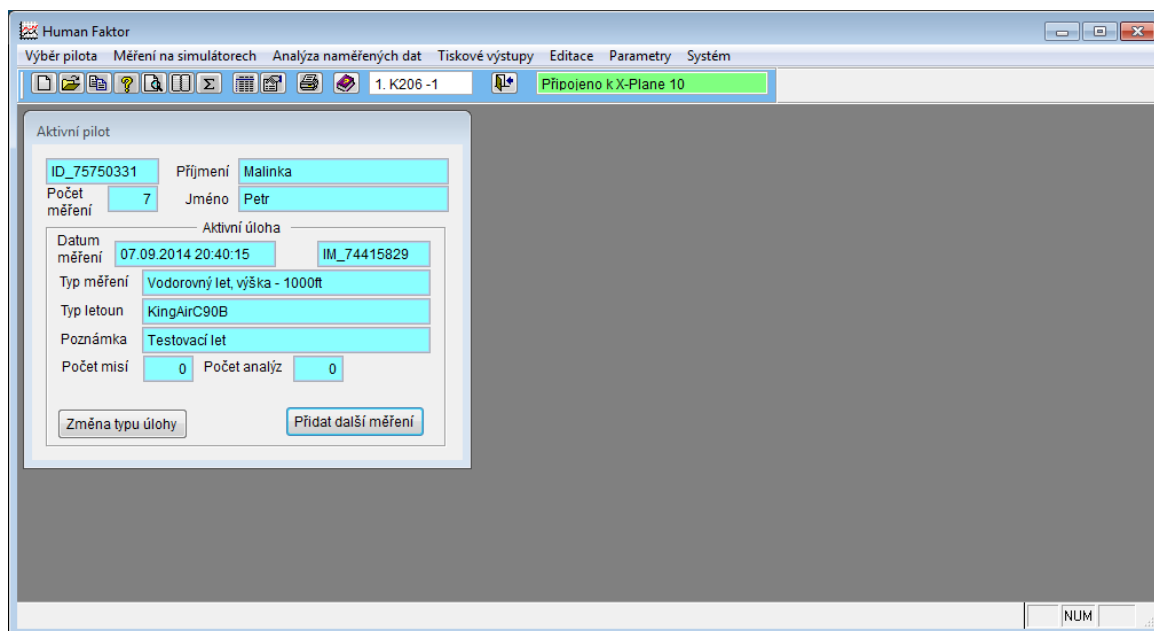 Human Faktor
Výběr pilota Měření na simulátorech Analýza naměřených dat Tiskové výstupy Editace Parametry Systém
1. K206 -1 Připojeno k X-Plane 10
Aktivní pilot
ID_75750331 Příjmení Malinka
Počet měření 7 Jméno Petr
Aktivní úloha
Datum měření 07.09.2014 20:40:15 IM_74415829
Typ měření Vodorovný let, výška - 1000ft
Typ letoun KingAirC90B
Poznámka Testovací let
Počet misí 0 Počet analýz 0
Změna typu úlohy Přidat další měření
NUM